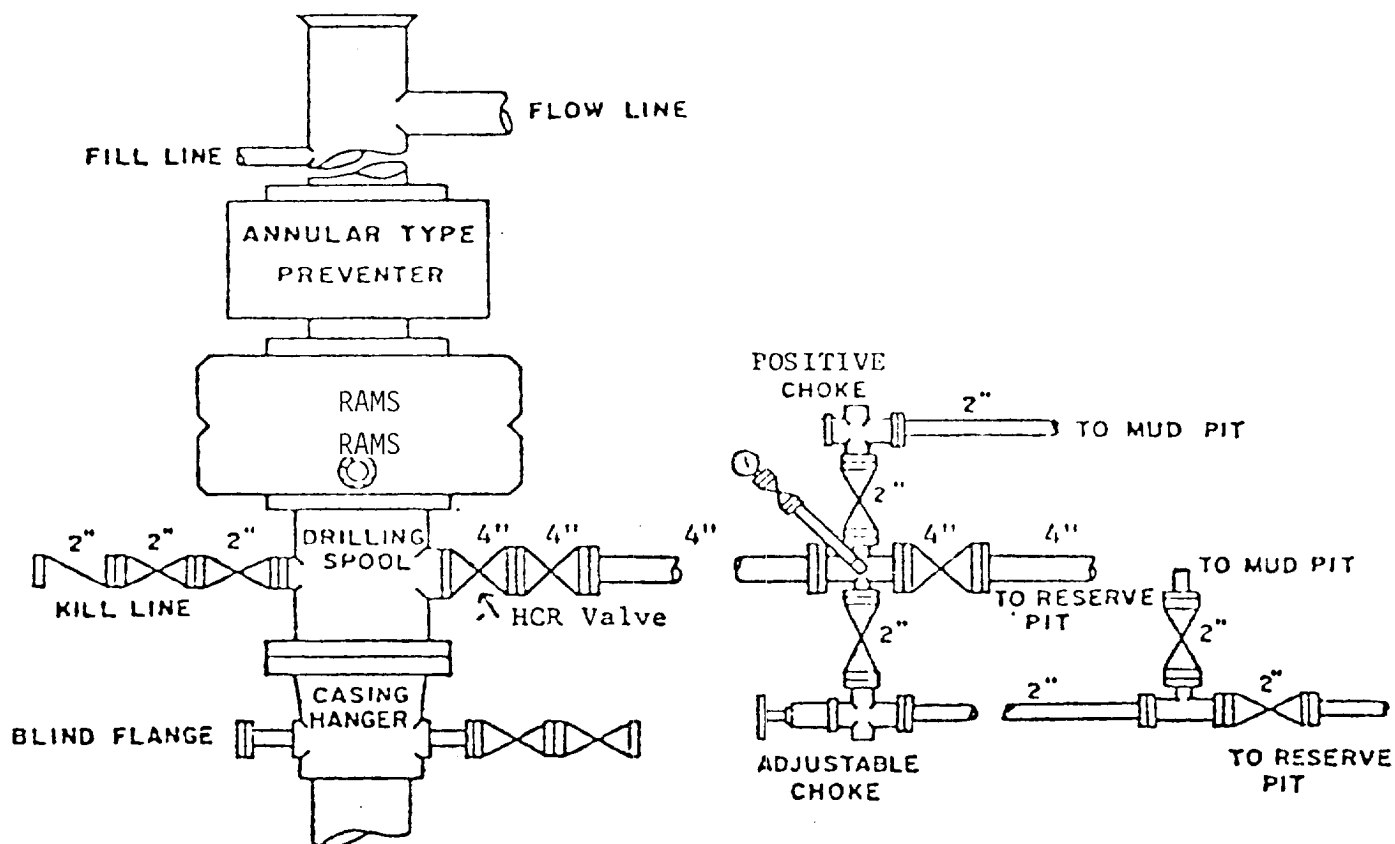 FLOW LINE
FILL LINE
ANNULAR TYPE
PREVENTER
RAMS
RAMS
POSITIVE
CHOKE
2"
TO MUD PIT
2"
2"
2"
2"
DRILLING
SPOOL
4"
4"
4"
4"
4"
KILL LINE
HCR Valve
TO RESERVE
PIT
TO MUD PIT
2"
2"
CASING
HANGER
2"
2"
BLIND FLANGE
ADJUSTABLE
CHOKE
TO RESERVE
PIT